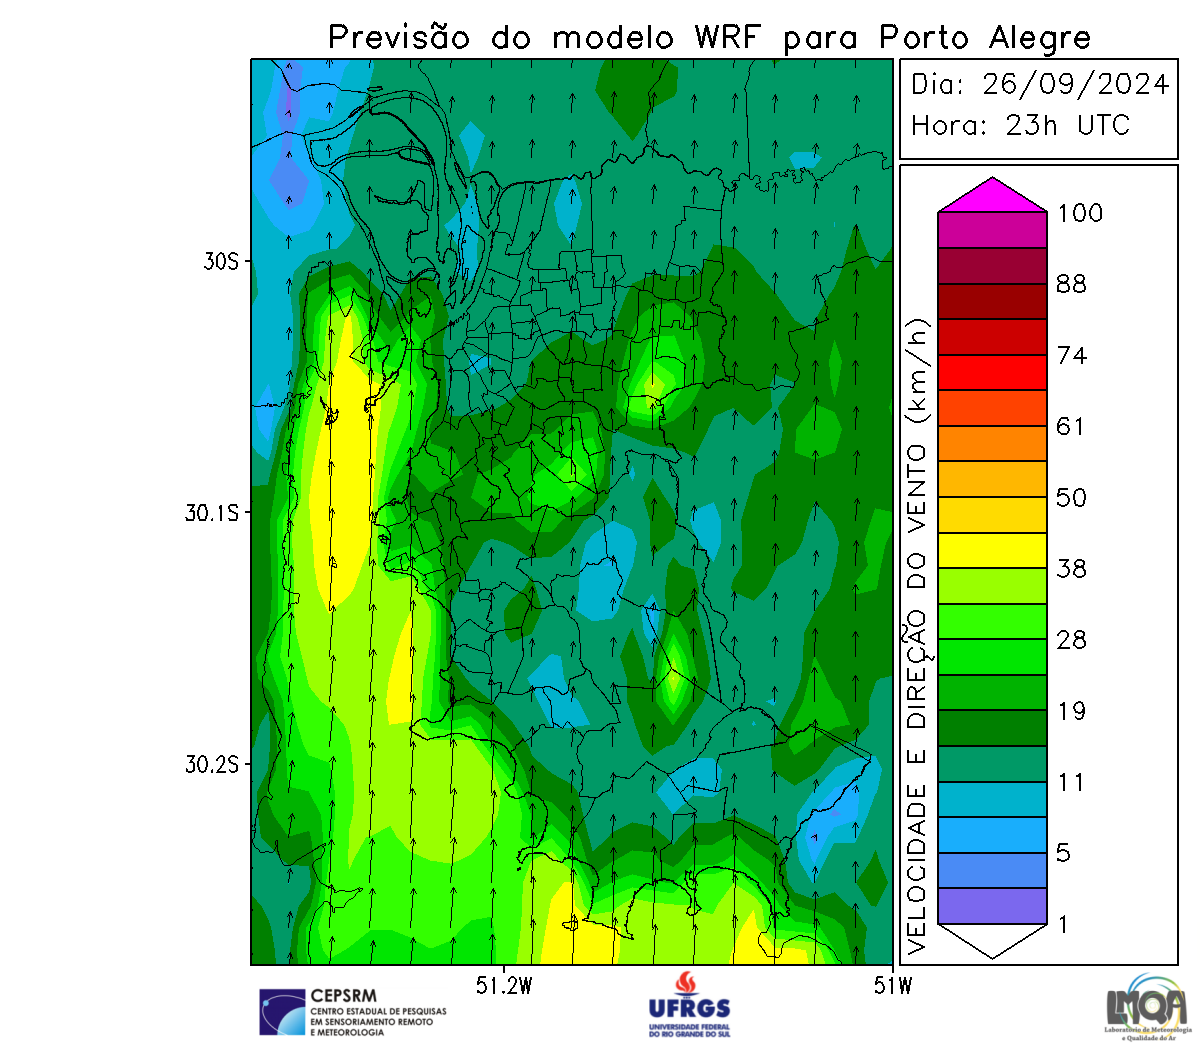 Previsão do modelo WRF para Porto Alegre
Dia: 26/09/2024
Hora: 23h UTC
30S
30.1S
30.2S
51.2W
51W
VELOCIDADE E DIREÇÃO DO VENTO (km/h)
100
88
74
61
50
38
28
19
11
5
1
CEPSRM
CENTRO ESTADUAL DE PESQUISAS
EM SENSORIAMENTO REMOTO
E METEOROLOGIA
UFRGS
UNIVERSIDADE FEDERAL
DO RIO GRANDE DO SUL
LMQA
Laboratório de Meteorologia
e Qualidade do Ar